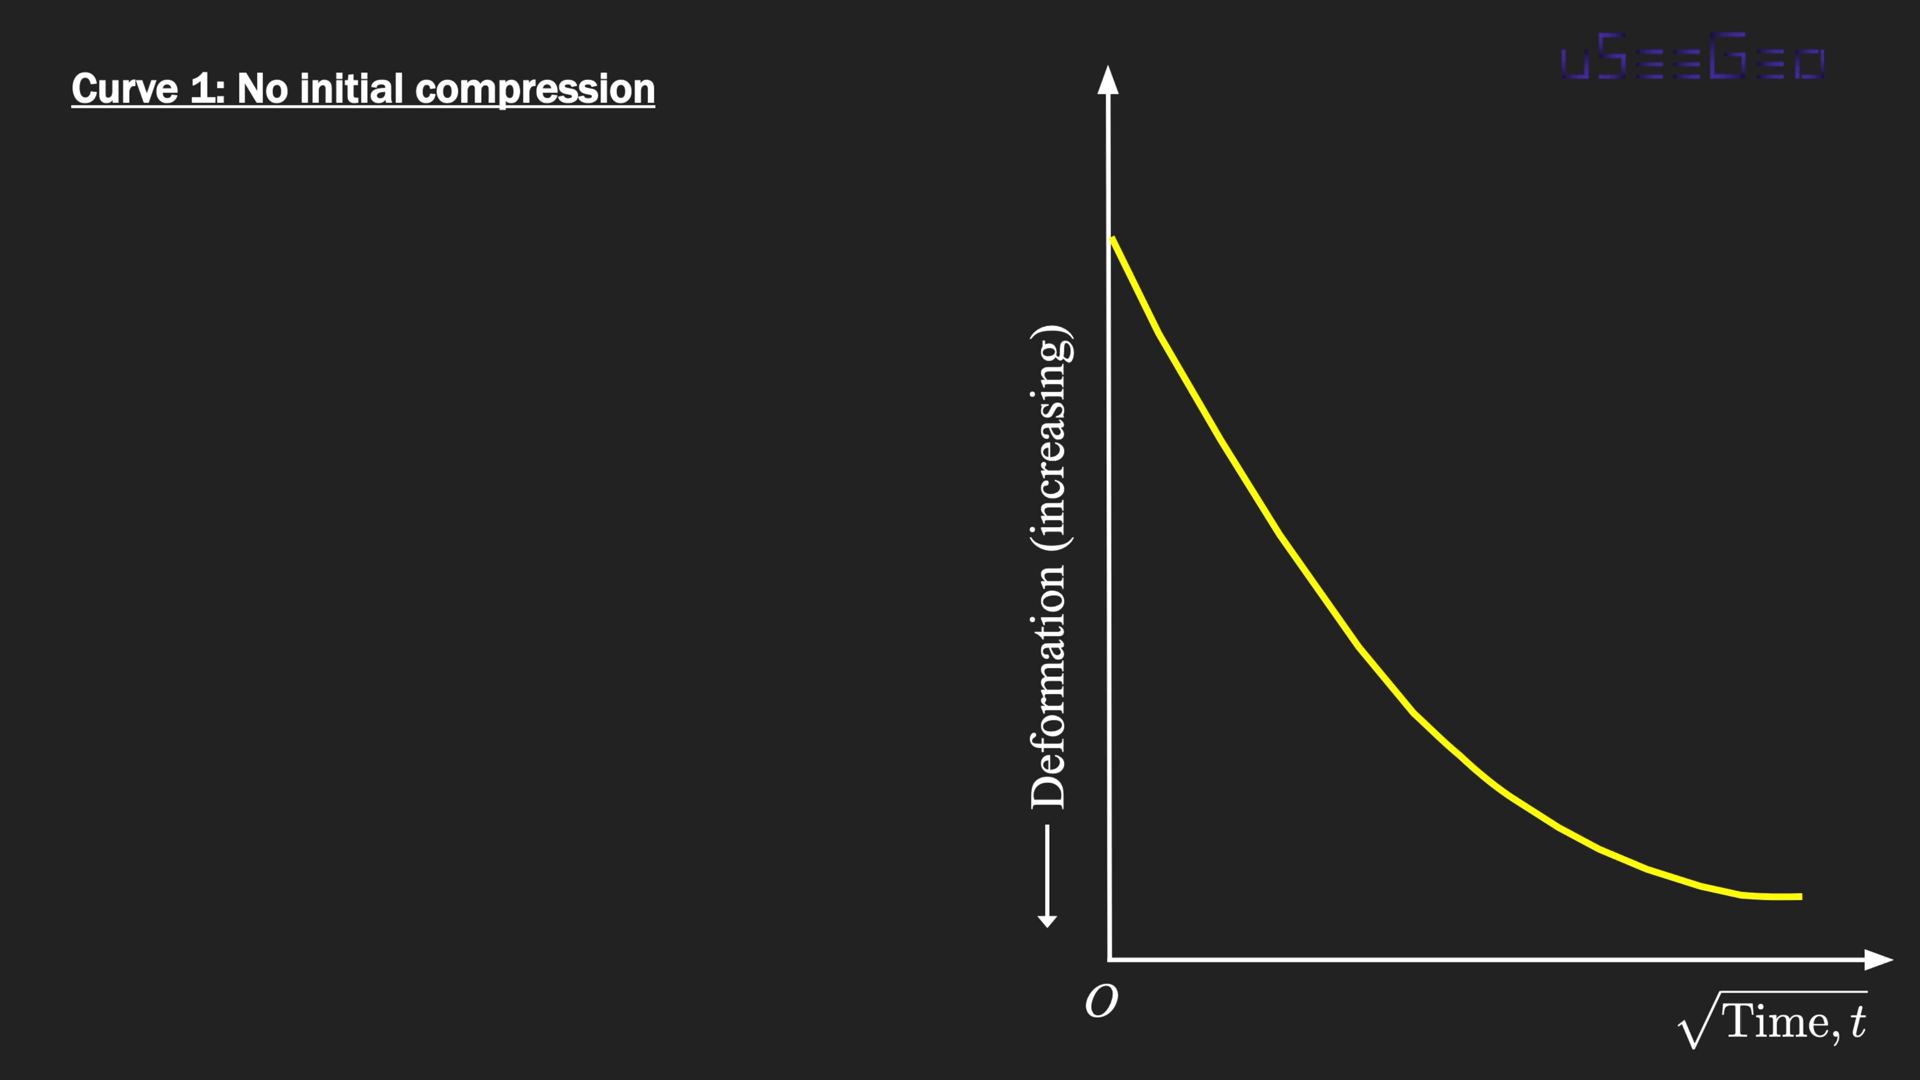 Curve 1: No initial compression
uSeeGeo
Deformation (increasing)
O
√Time, t